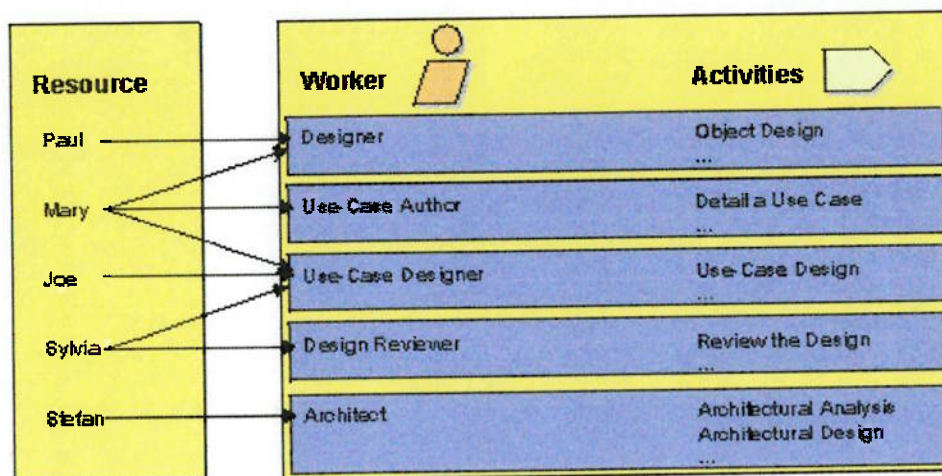 Resource
Worker
Activities
Paul
Designer
Object Design
...
Mary
Use-Case Author
Detail a Use Case
...
Joe
Use-Case Designer
Use-Case Design
...
Sylvia
Design Reviewer
Review the Design
...
Stefan
Architect
Architectural Analysis
Architectural Design
...